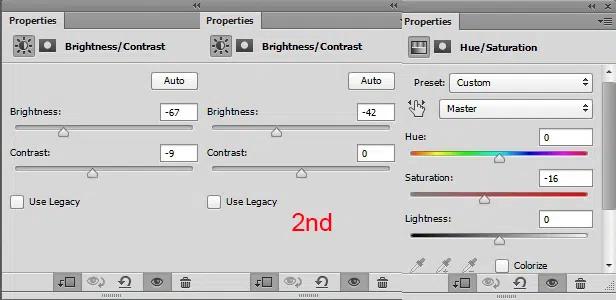 Properties
Brightness/Contrast
Auto
Brightness: -67
Contrast: -9
Use Legacy
Properties
Brightness/Contrast
Auto
Brightness: -42
Contrast: 0
Use Legacy
2nd
Properties
Hue/Saturation
Preset: Custom
Master
Hue: 0
Saturation: -16
Lightness: 0
Colorize